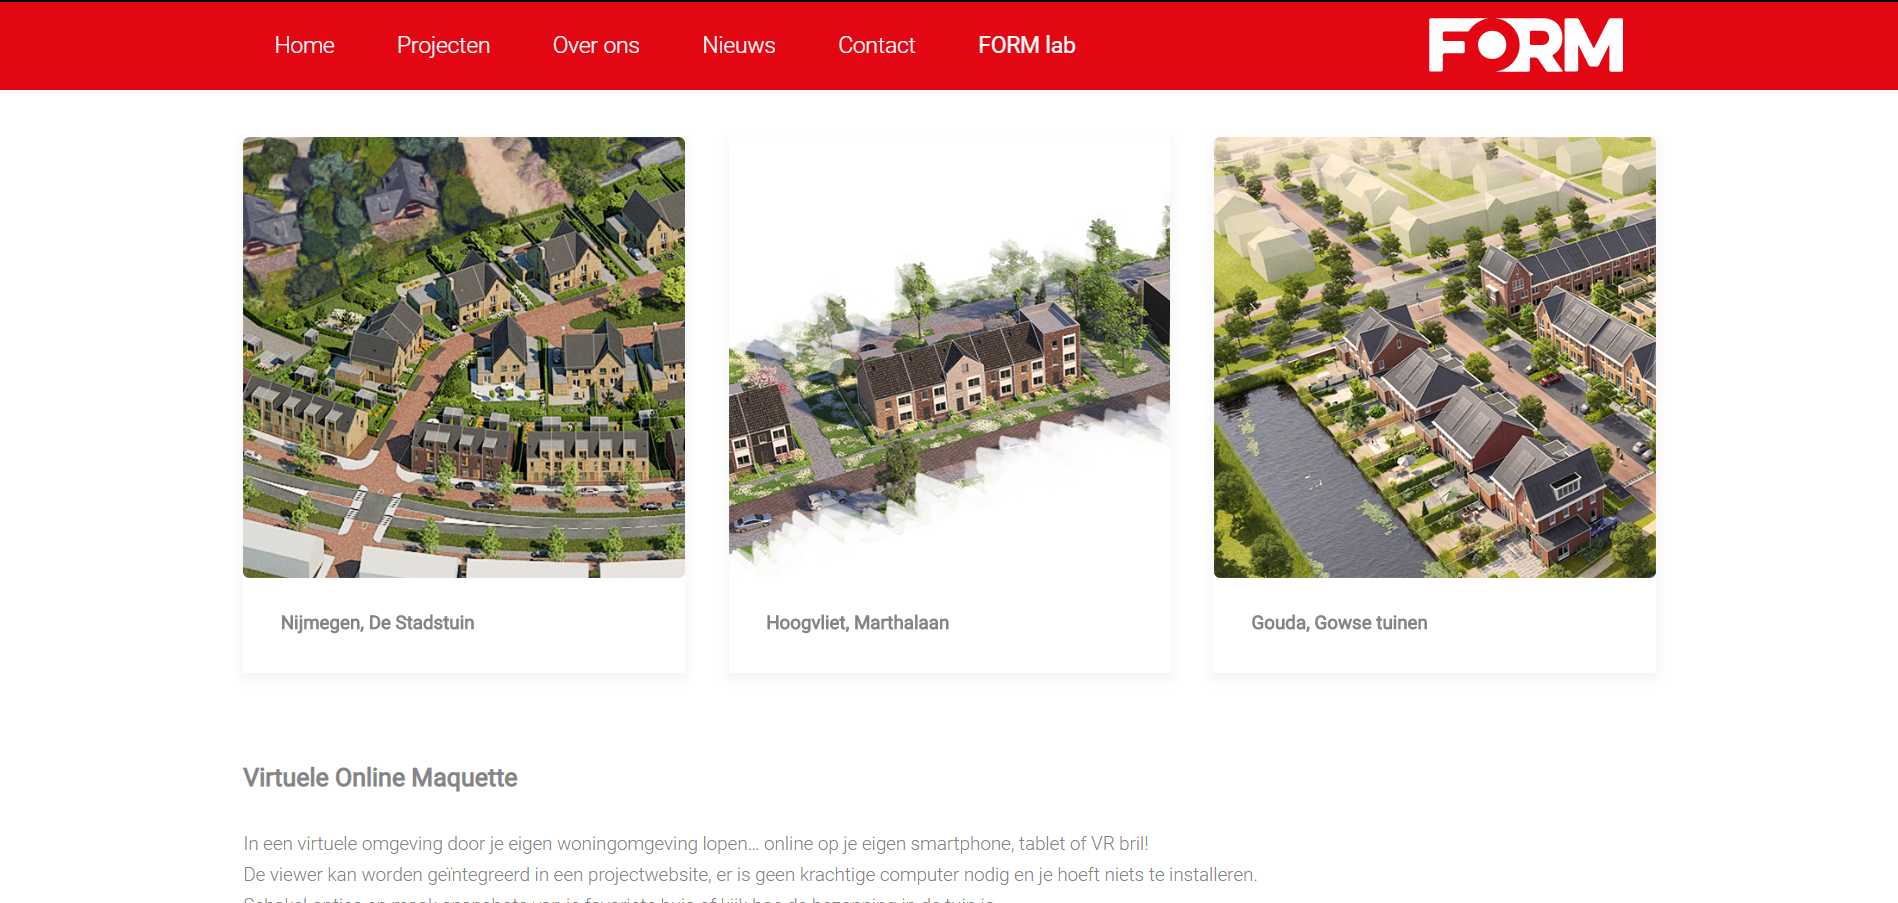 Home Projecten Over ons Nieuws Contact FORM lab FORM
Nijmegen, De Stadstuin
Hoogvliet, Marthalaan
Gouda, Gowse tuinen
Virtuele Online Maquette
In een virtuele omgeving door je eigen woningomgeving lopen... online op je eigen smartphone, tablet of VR bril!
De viewer kan worden geïntegreerd in een projectwebsite, er is geen krachtige computer nodig en je hoeft niets te installeren.